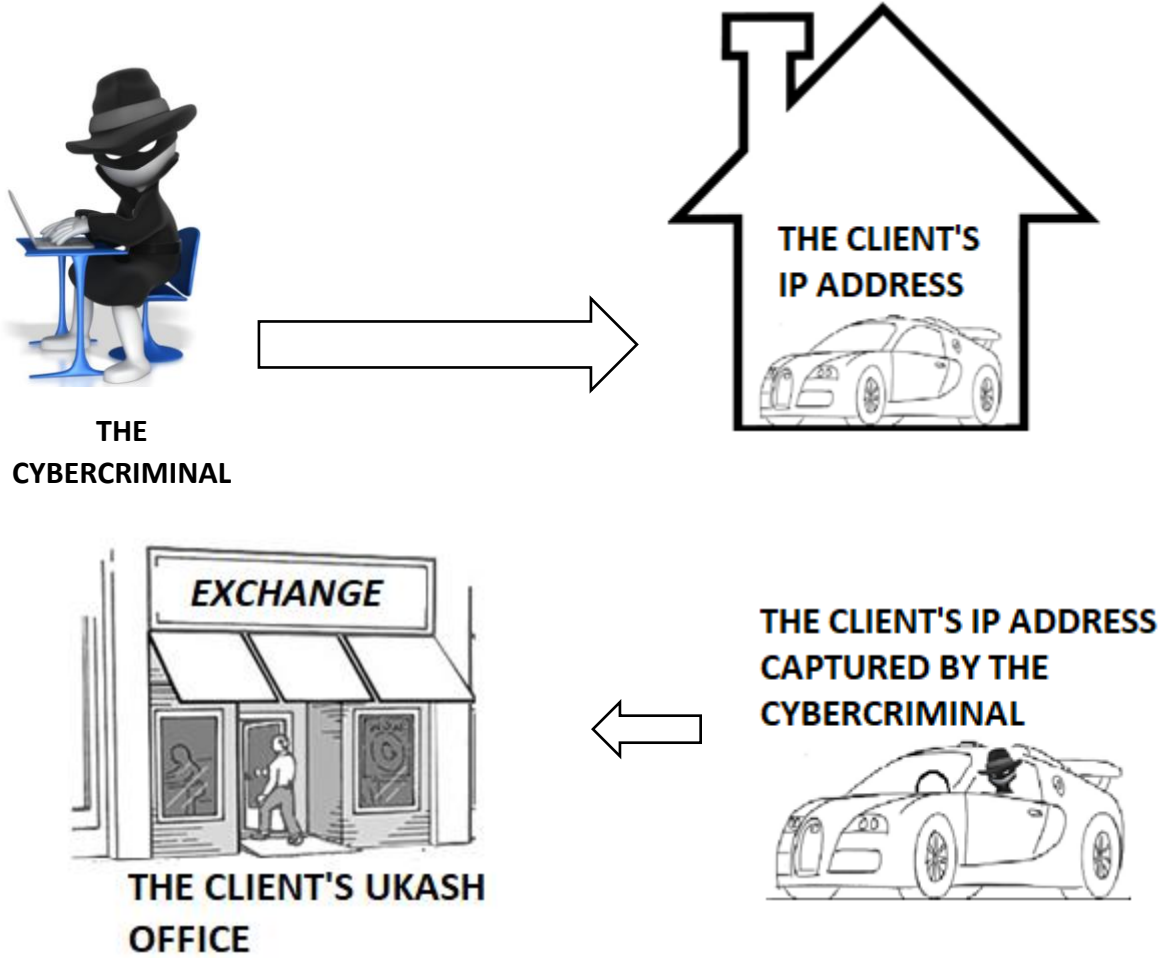 THE CLIENT'S
IP ADDRESS
THE
CYBERCRIMINAL
EXCHANGE
THE CLIENT'S IP ADDRESS
CAPTURED BY THE
CYBERCRIMINAL
THE CLIENT'S UKASH
OFFICE